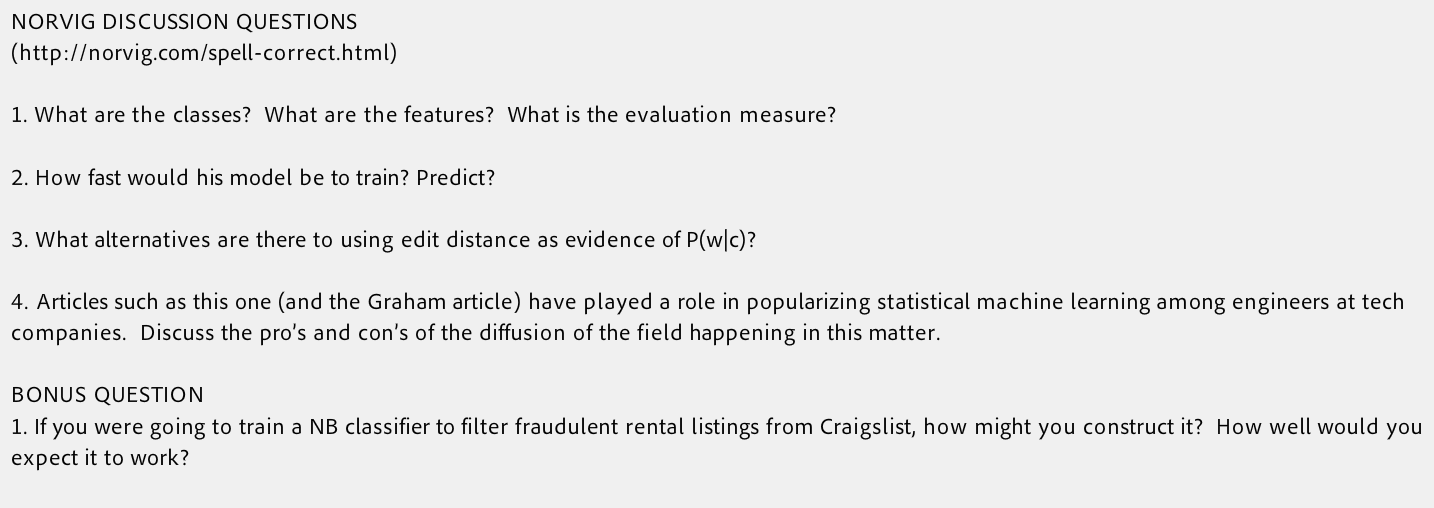 NORVIG DISCUSSION QUESTIONS
(http://norvig.com/spell-correct.html)
1. What are the classes?  What are the features?  What is the evaluation measure?
2. How fast would his model be to train? Predict?
3. What alternatives are there to using edit distance as evidence of P(w|c)?
4. Articles such as this one (and the Graham article) have played a role in popularizing statistical machine learning among engineers at tech
companies.  Discuss the pro’s and con’s of the diffusion of the field happening in this matter.
BONUS QUESTION
1. If you were going to train a NB classifier to filter fraudulent rental listings from Craigslist, how might you construct it?  How well would you
expect it to work?